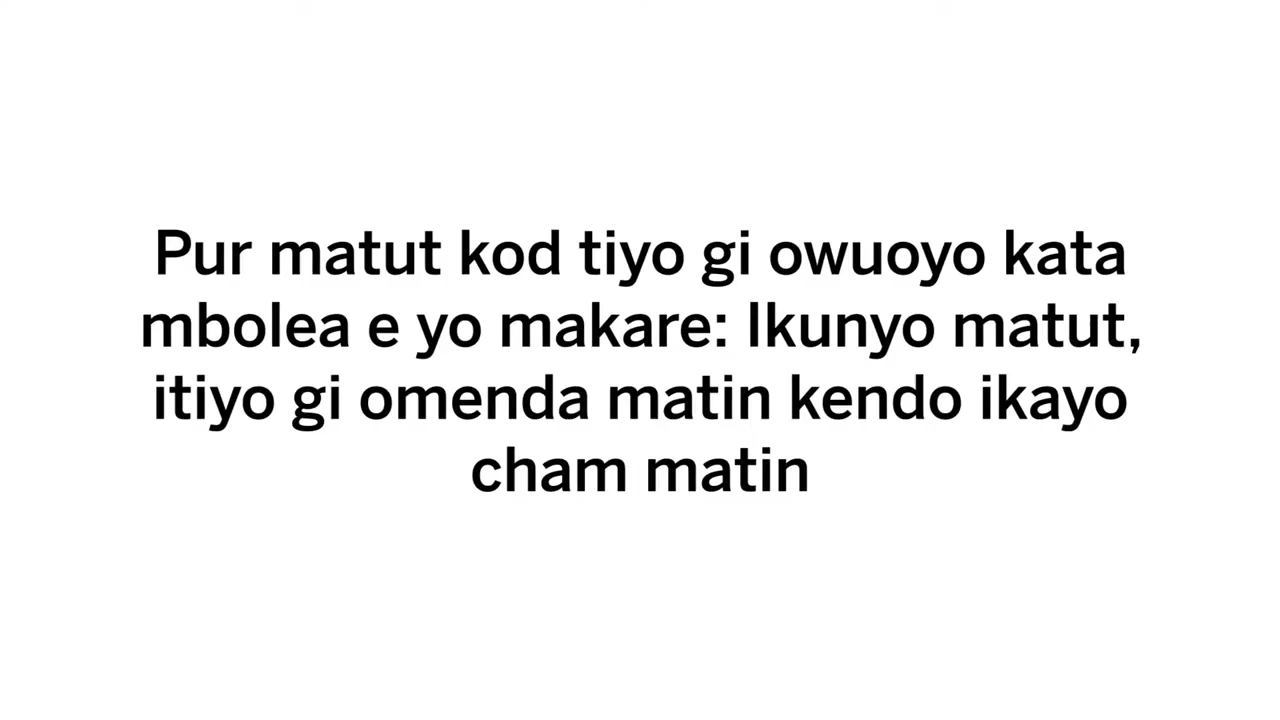 Pur matut kod tiyo gi owuoyo kata
mbolea e yo makare: Ikunyo matut,
itiyo gi omenda matin kendo ikayo
cham matin